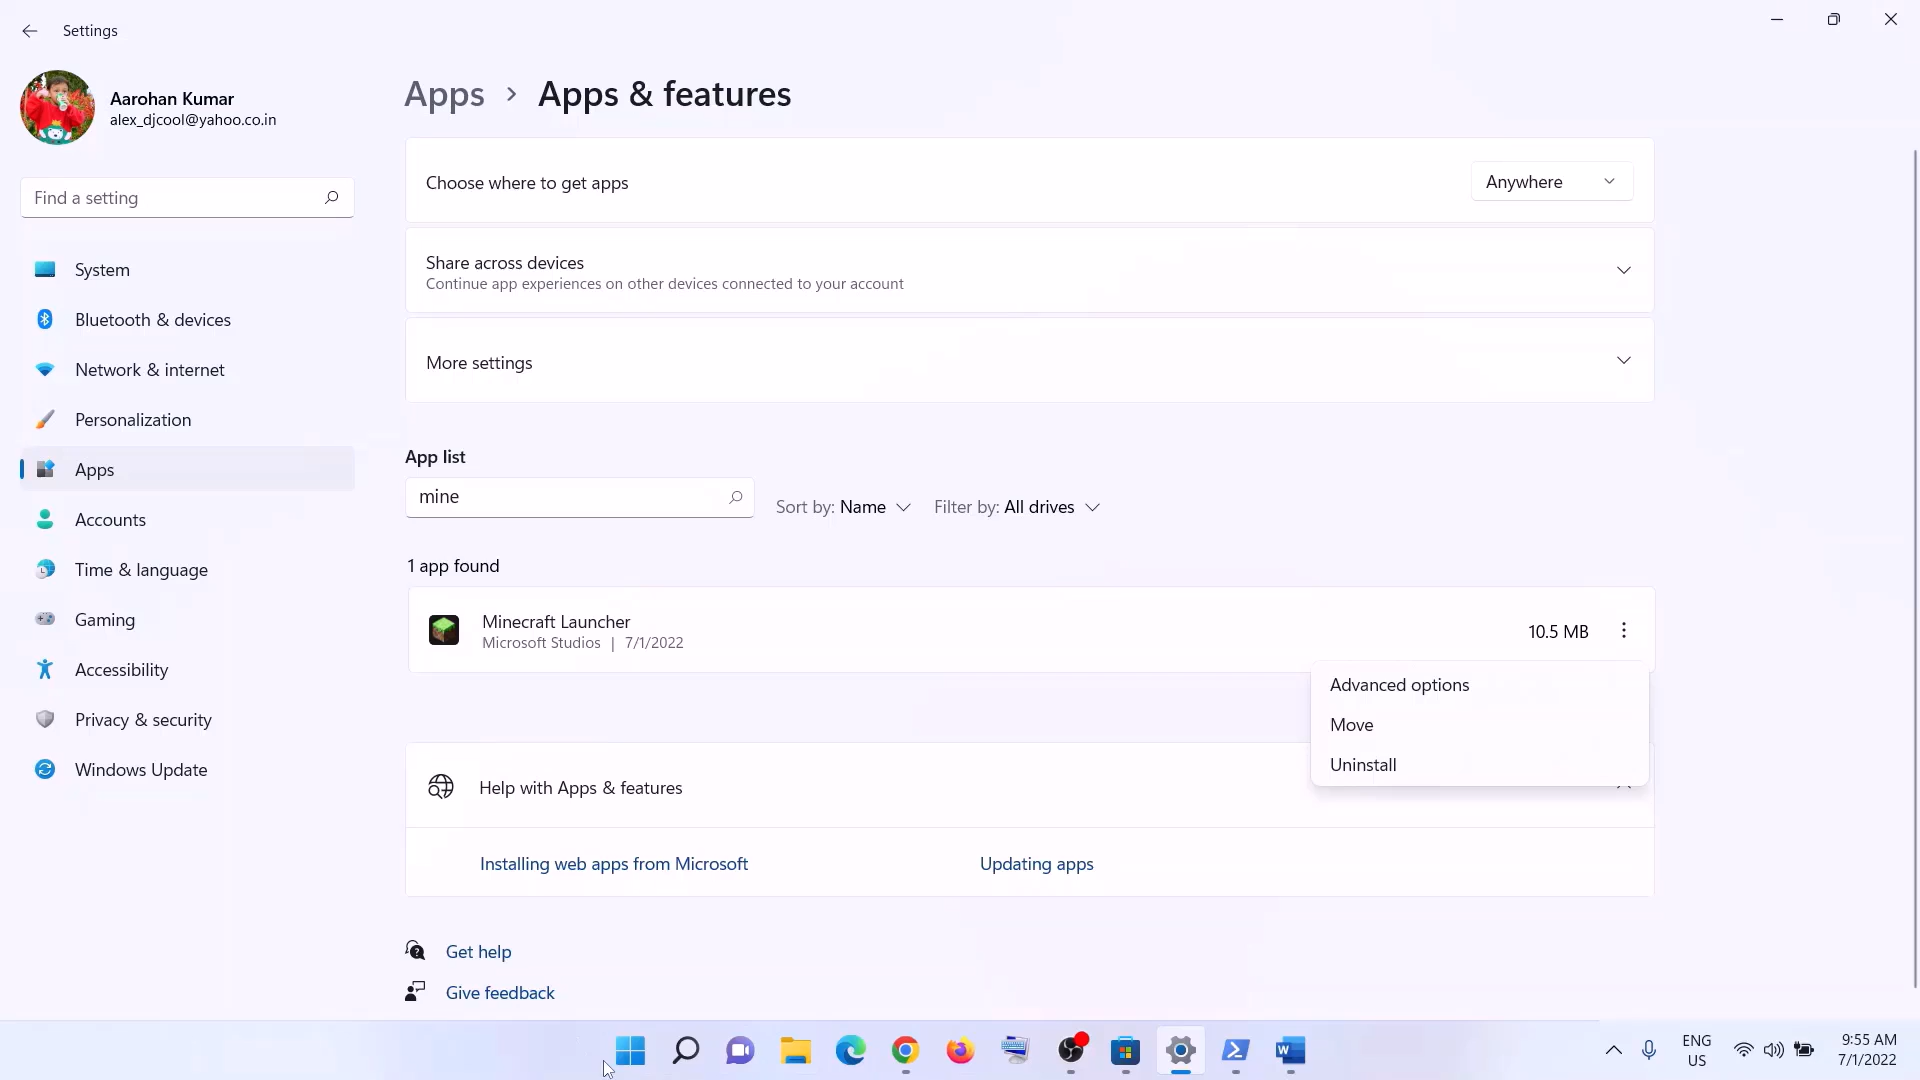 Settings
Aarohan Kumar
alex_djcool@yahoo.co.in
Find a setting
System
Bluetooth & devices
Network & internet
Personalization
Apps
Accounts
Time & language
Gaming
Accessibility
Privacy & security
Windows Update
Apps > Apps & features
Choose where to get apps
Anywhere
Share across devices
Continue app experiences on other devices connected to your account
More settings
App list
mine
Sort by: Name
Filter by: All drives
1 app found
Minecraft Launcher
Microsoft Studios | 7/1/2022
10.5 MB
Advanced options
Move
Uninstall
Help with Apps & features
Installing web apps from Microsoft
Updating apps
Get help
Give feedback
ENG
US
9:55 AM
7/1/2022